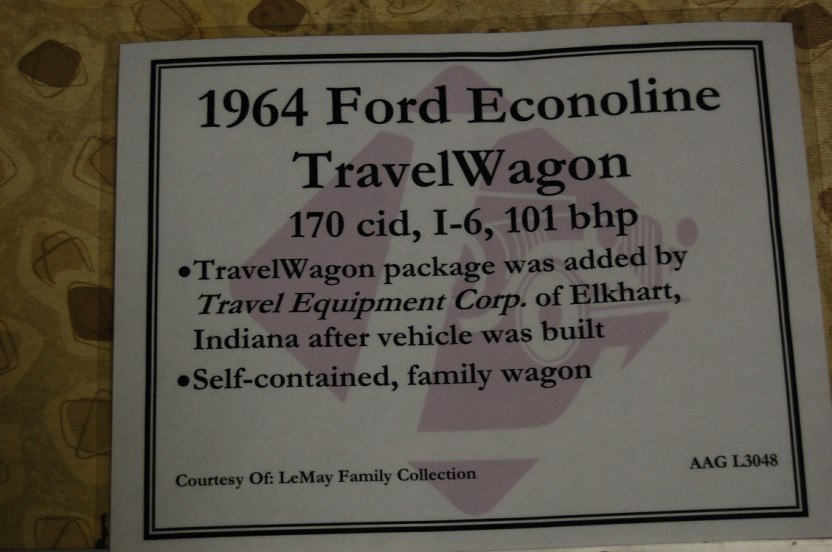 1964 Ford Econoline
TravelWagon
170 cid, I-6, 101 bhp
•TravelWagon package was added by
Travel Equipment Corp. of Elkhart,
Indiana after vehicle was built
•Self-contained, family wagon
Courtesy Of: LeMay Family Collection
AAG L3048